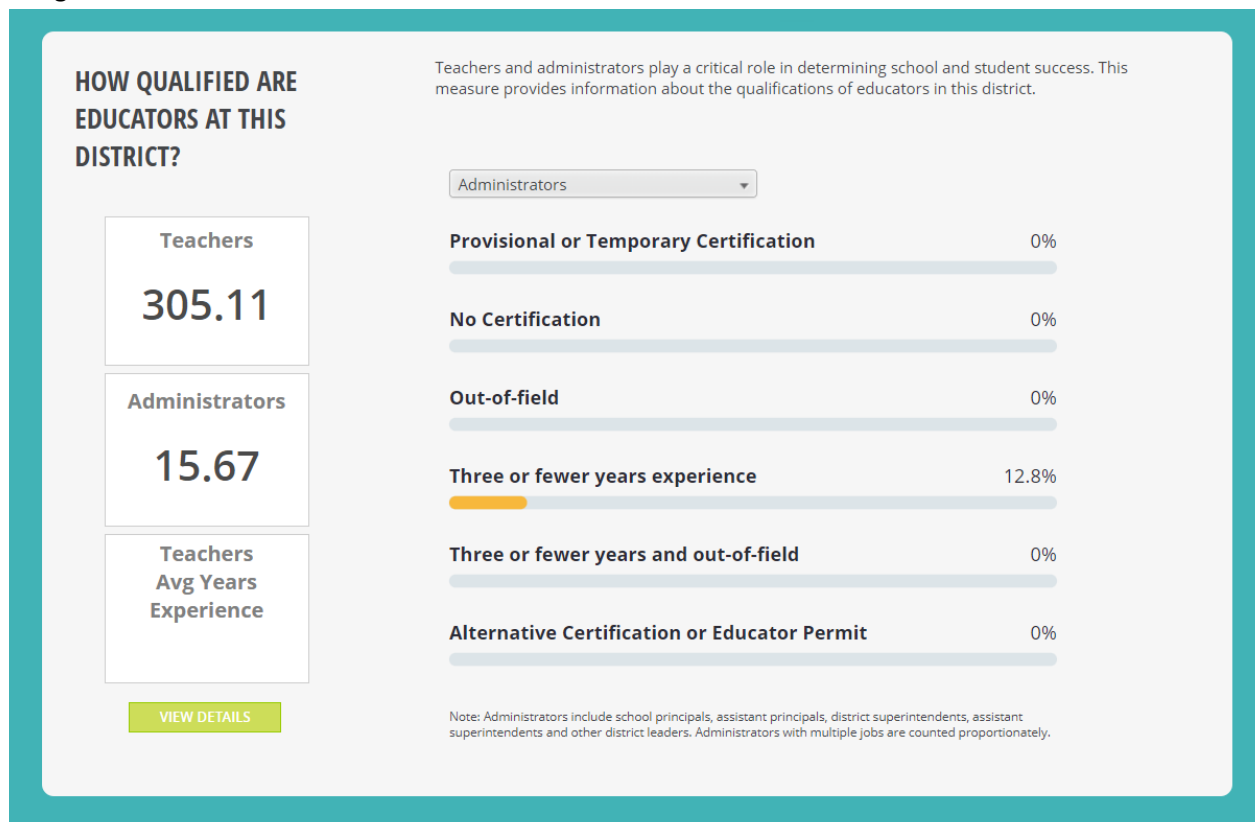 HOW QUALIFIED ARE
EDUCATORS AT THIS
DISTRICT?
Teachers and administrators play a critical role in determining school and student success. This
measure provides information about the qualifications of educators in this district.
Administrators
Teachers
305.11
Administrators
15.67
Teachers
Avg Years
Experience
VIEW DETAILS
Provisional or Temporary Certification 0%
No Certification 0%
Out-of-field 0%
Three or fewer years experience 12.8%
Three or fewer years and out-of-field 0%
Alternative Certification or Educator Permit 0%
Note: Administrators include school principals, assistant principals, district superintendents, assistant
superintendents and other district leaders. Administrators with multiple jobs are counted proportionately.